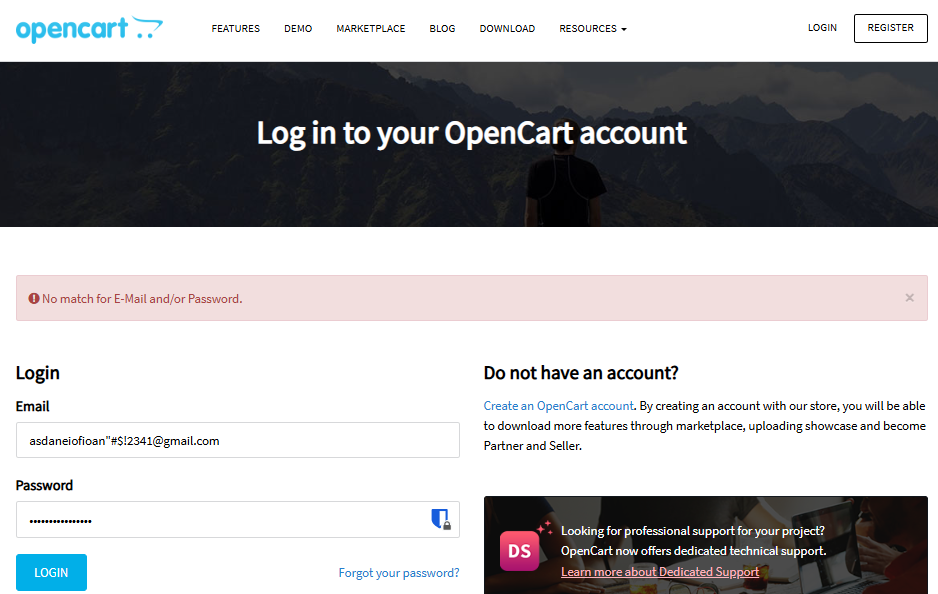 opencart
FEATURES DEMO MARKETPLACE BLOG DOWNLOAD RESOURCES LOGIN REGISTER
Log in to your OpenCart account
No match for E-Mail and/or Password. ×
Login
Email
asdaneiofioan"#$!2341@gmail.com
Password
LOGIN Forgot your password?
Do not have an account?
Create an OpenCart account. By creating an account with our store, you will be able
to download more features through marketplace, uploading showcase and become
Partner and Seller.
DS
Looking for professional support for your project?
OpenCart now offers dedicated technical support.
Learn more about Dedicated Support